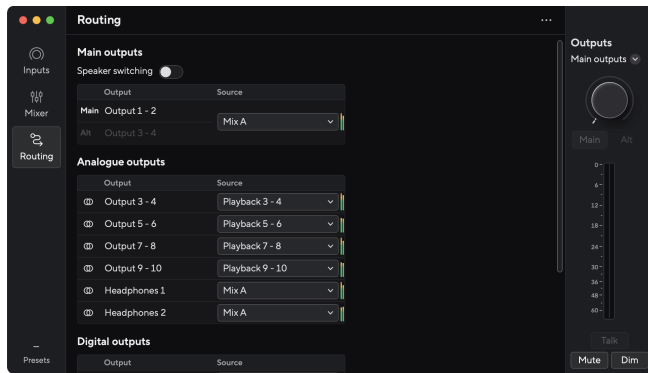 Routing
Inputs
Mixer
Routing
Presets
Main outputs
Speaker switching
Output Source
Main Output 1 - 2 Mix A
Alt Output 3 - 4
Analogue outputs
Output Source
Output 3 - 4 Playback 3 - 4
Output 5 - 6 Playback 5 - 6
Output 7 - 8 Playback 7 - 8
Output 9 - 10 Playback 9 - 10
Headphones 1 Mix A
Headphones 2 Mix A
Digital outputs
Output Source
Outputs
Main outputs
Main Alt
0
6
12
18
24
30
36
48
60
Talk
Mute Dim